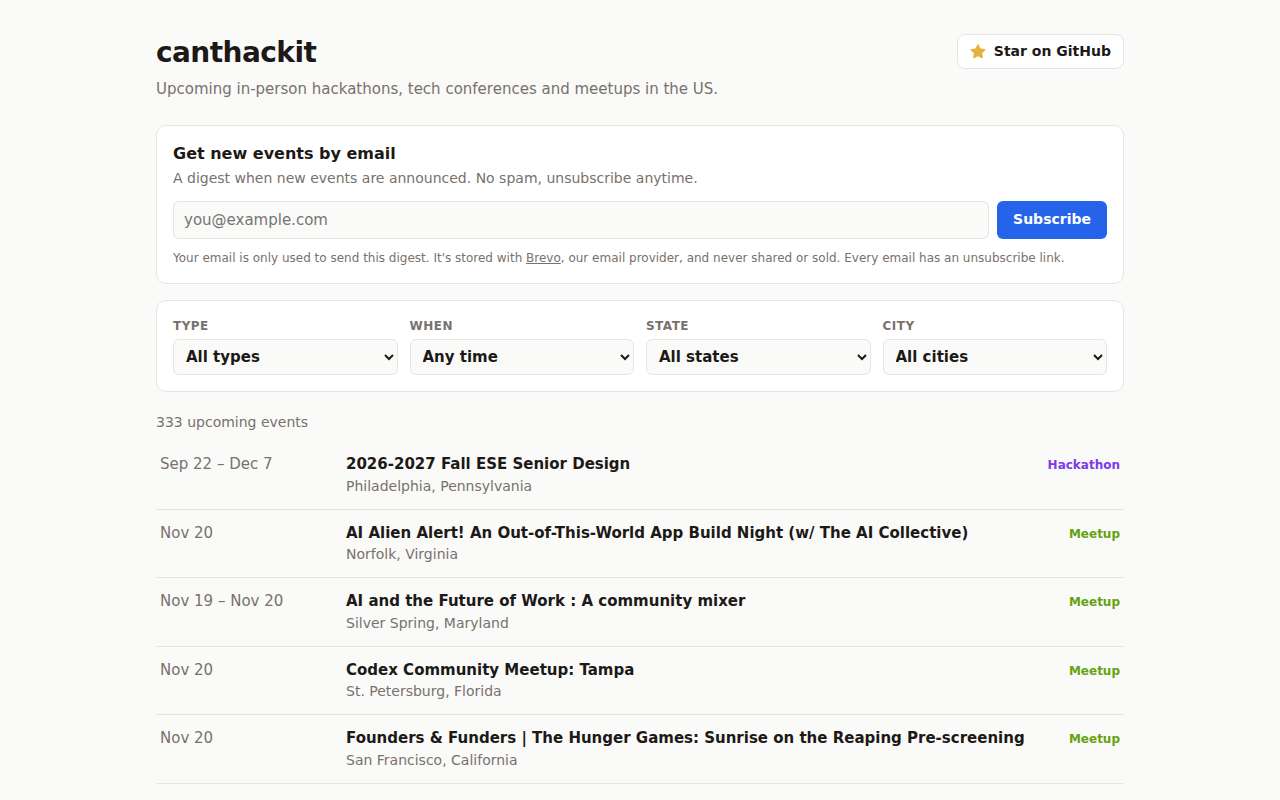 canthackit
Star on GitHub
Upcoming in-person hackathons, tech conferences and meetups in the US.
Get new events by email
A digest when new events are announced. No spam, unsubscribe anytime.
you@example.com
Subscribe
Your email is only used to send this digest. It's stored with Brevo, our email provider, and never shared or sold. Every email has an unsubscribe link.
TYPE WHEN STATE CITY
All types Any time All states All cities
333 upcoming events
Sep 22 – Dec 7 2026-2027 Fall ESE Senior Design Hackathon
Philadelphia, Pennsylvania
Nov 20 AI Alien Alert! An Out-of-This-World App Build Night (w/ The AI Collective) Meetup
Norfolk, Virginia
Nov 19 – Nov 20 AI and the Future of Work : A community mixer Meetup
Silver Spring, Maryland
Nov 20 Codex Community Meetup: Tampa Meetup
St. Petersburg, Florida
Nov 20 Founders & Funders | The Hunger Games: Sunrise on the Reaping Pre-screening Meetup
San Francisco, California